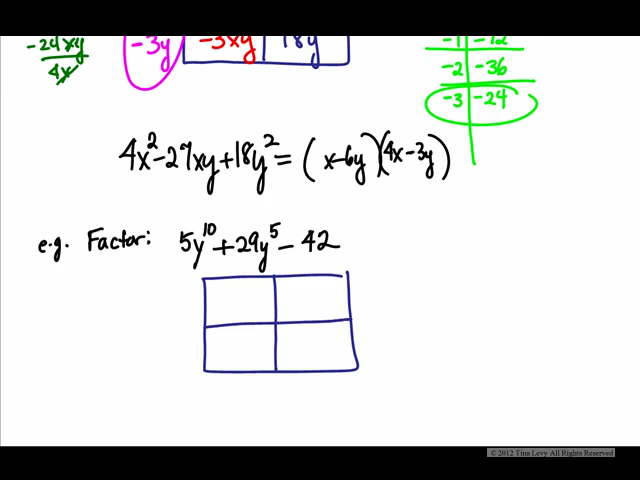 -24xy -3y -3xy 18y -1 -72
4x -2 -36
-3 -24
4x²-27xy+18y²= (x-6y)(4x-3y)
e.g. Factor: 5y¹⁰+29y⁵-42
© 2012 Tina Levy All Rights Reserved